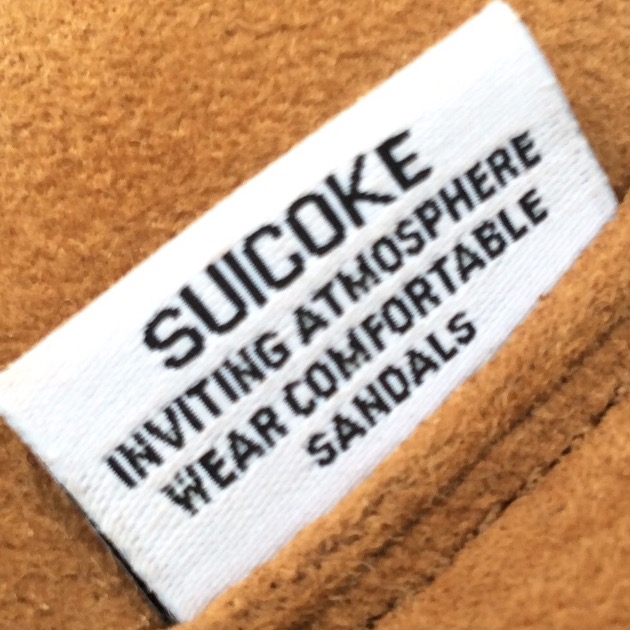 SUICOKE
INVITING ATMOSPHERE
WEAR COMFORTABLE
SANDALS